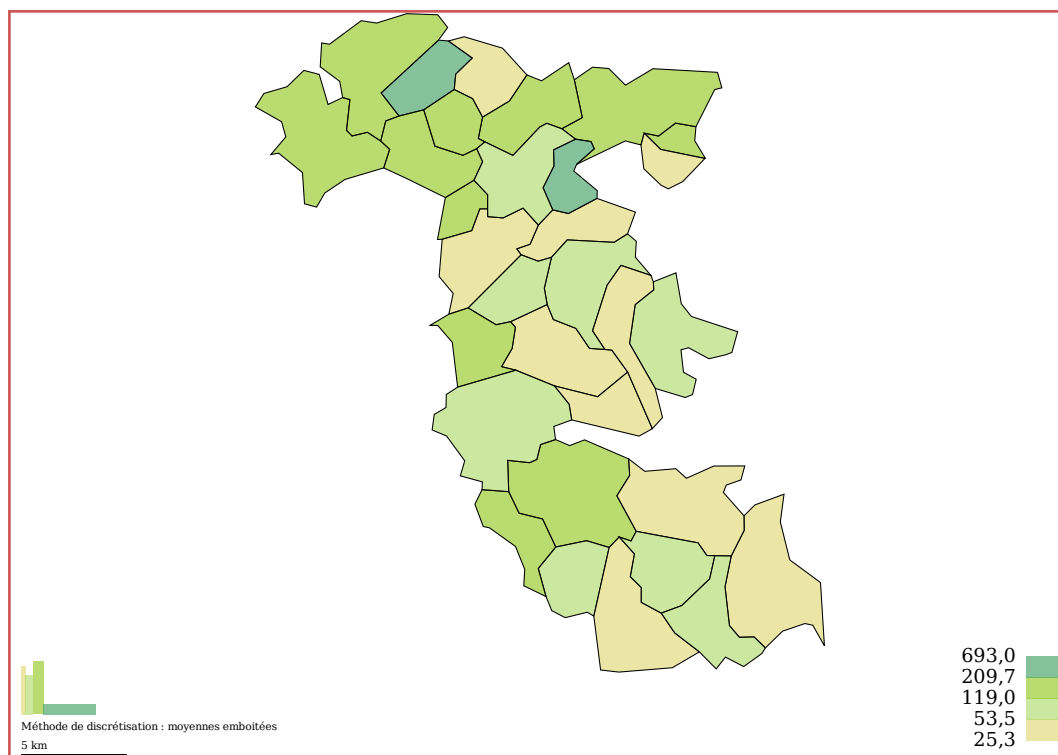 693,0
209,7
119,0
53,5
25,3
Méthode de discrétisation : moyennes emboitées
5 km